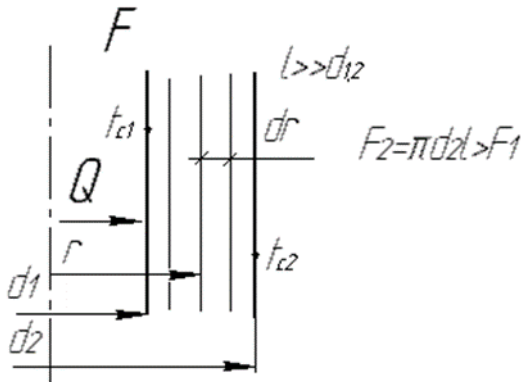 F
l>>d1,2
tc1
dr
F2=πd2l>F1
Q
r
tc2
d1
d2